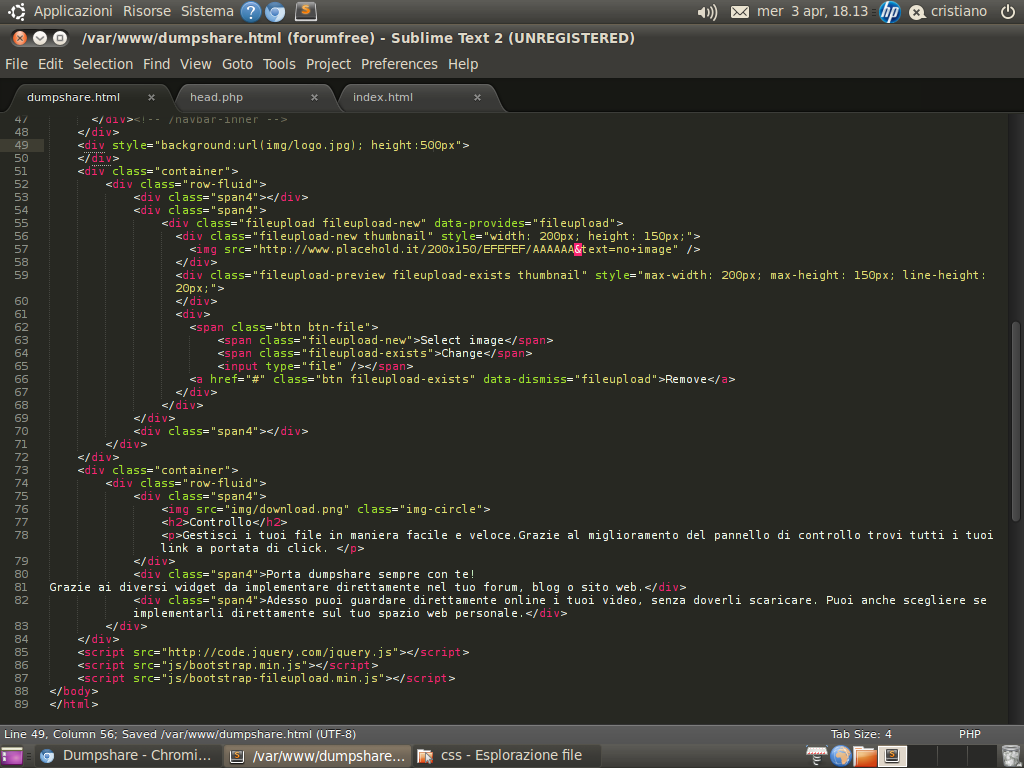 Applicazioni Risorse Sistema ? S mer 3 apr, 18.13 hp cristiano
/var/www/dumpshare.html (forumfree) - Sublime Text 2 (UNREGISTERED)
File Edit Selection Find View Goto Tools Project Preferences Help
dumpshare.html × head.php × index.html ×
47 </div><!-- /navbar-inner -->
48 </div>
49 <div style="background:url(img/logo.jpg); height:500px">
50 </div>
51 <div class="container">
52 <div class="row-fluid">
53 <div class="span4"></div>
54 <div class="span4">
55 <div class="fileupload fileupload-new" data-provides="fileupload">
56 <div class="fileupload-new thumbnail" style="width: 200px; height: 150px;">
57 <img src="http://www.placehold.it/200x150/EFEFEF/AAAAAA&text=no+image" />
58 </div>
59 <div class="fileupload-preview fileupload-exists thumbnail" style="max-width: 200px; max-height: 150px; line-height:
20px;">
60 </div>
61 <div>
62 <span class="btn btn-file">
63 <span class="fileupload-new">Select image</span>
64 <span class="fileupload-exists">Change</span>
65 <input type="file" /></span>
66 <a href="#" class="btn fileupload-exists" data-dismiss="fileupload">Remove</a>
67 </div>
68 </div>
69 </div>
70 <div class="span4"></div>
71 </div>
72 </div>
73 <div class="container">
74 <div class="row-fluid">
75 <div class="span4">
76 <img src="img/download.png" class="img-circle">
77 <h2>Controllo</h2>
78 <p>Gestisci i tuoi file in maniera facile e veloce.Grazie al miglioramento del pannello di controllo trovi tutti i tuoi
link a portata di click. </p>
79 </div>
80 <div class="span4">Porta dumpshare sempre con te!
81 Grazie ai diversi widget da implementare direttamente nel tuo forum, blog o sito web.</div>
82 <div class="span4">Adesso puoi guardare direttamente online i tuoi video, senza doverli scaricare. Puoi anche scegliere se
implementarli direttamente sul tuo spazio web personale.</div>
83 </div>
84 </div>
85 <script src="http://code.jquery.com/jquery.js"></script>
86 <script src="js/bootstrap.min.js"></script>
87 <script src="js/bootstrap-fileupload.min.js"></script>
88 </body>
89 </html>
Line 49, Column 56; Saved /var/www/dumpshare.html (UTF-8) Tab Size: 4 PHP
Dumpshare - Chromi... /var/www/dumpshare... css - Esplorazione file